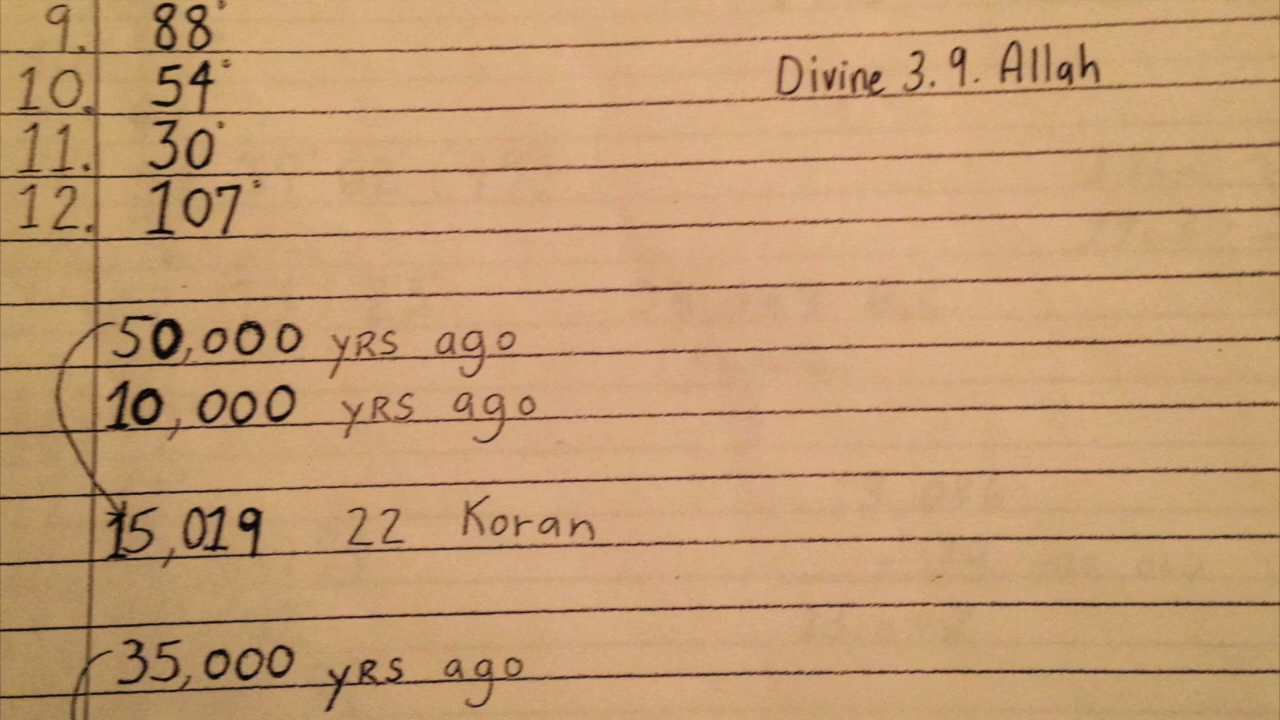 9. 88°
10. 54°
Divine 3.9. Allah
11. 30°
12. 107°
50,000 yRS ago
10,000 yRS ago
15,019 22 Koran
35,000 yRS ago